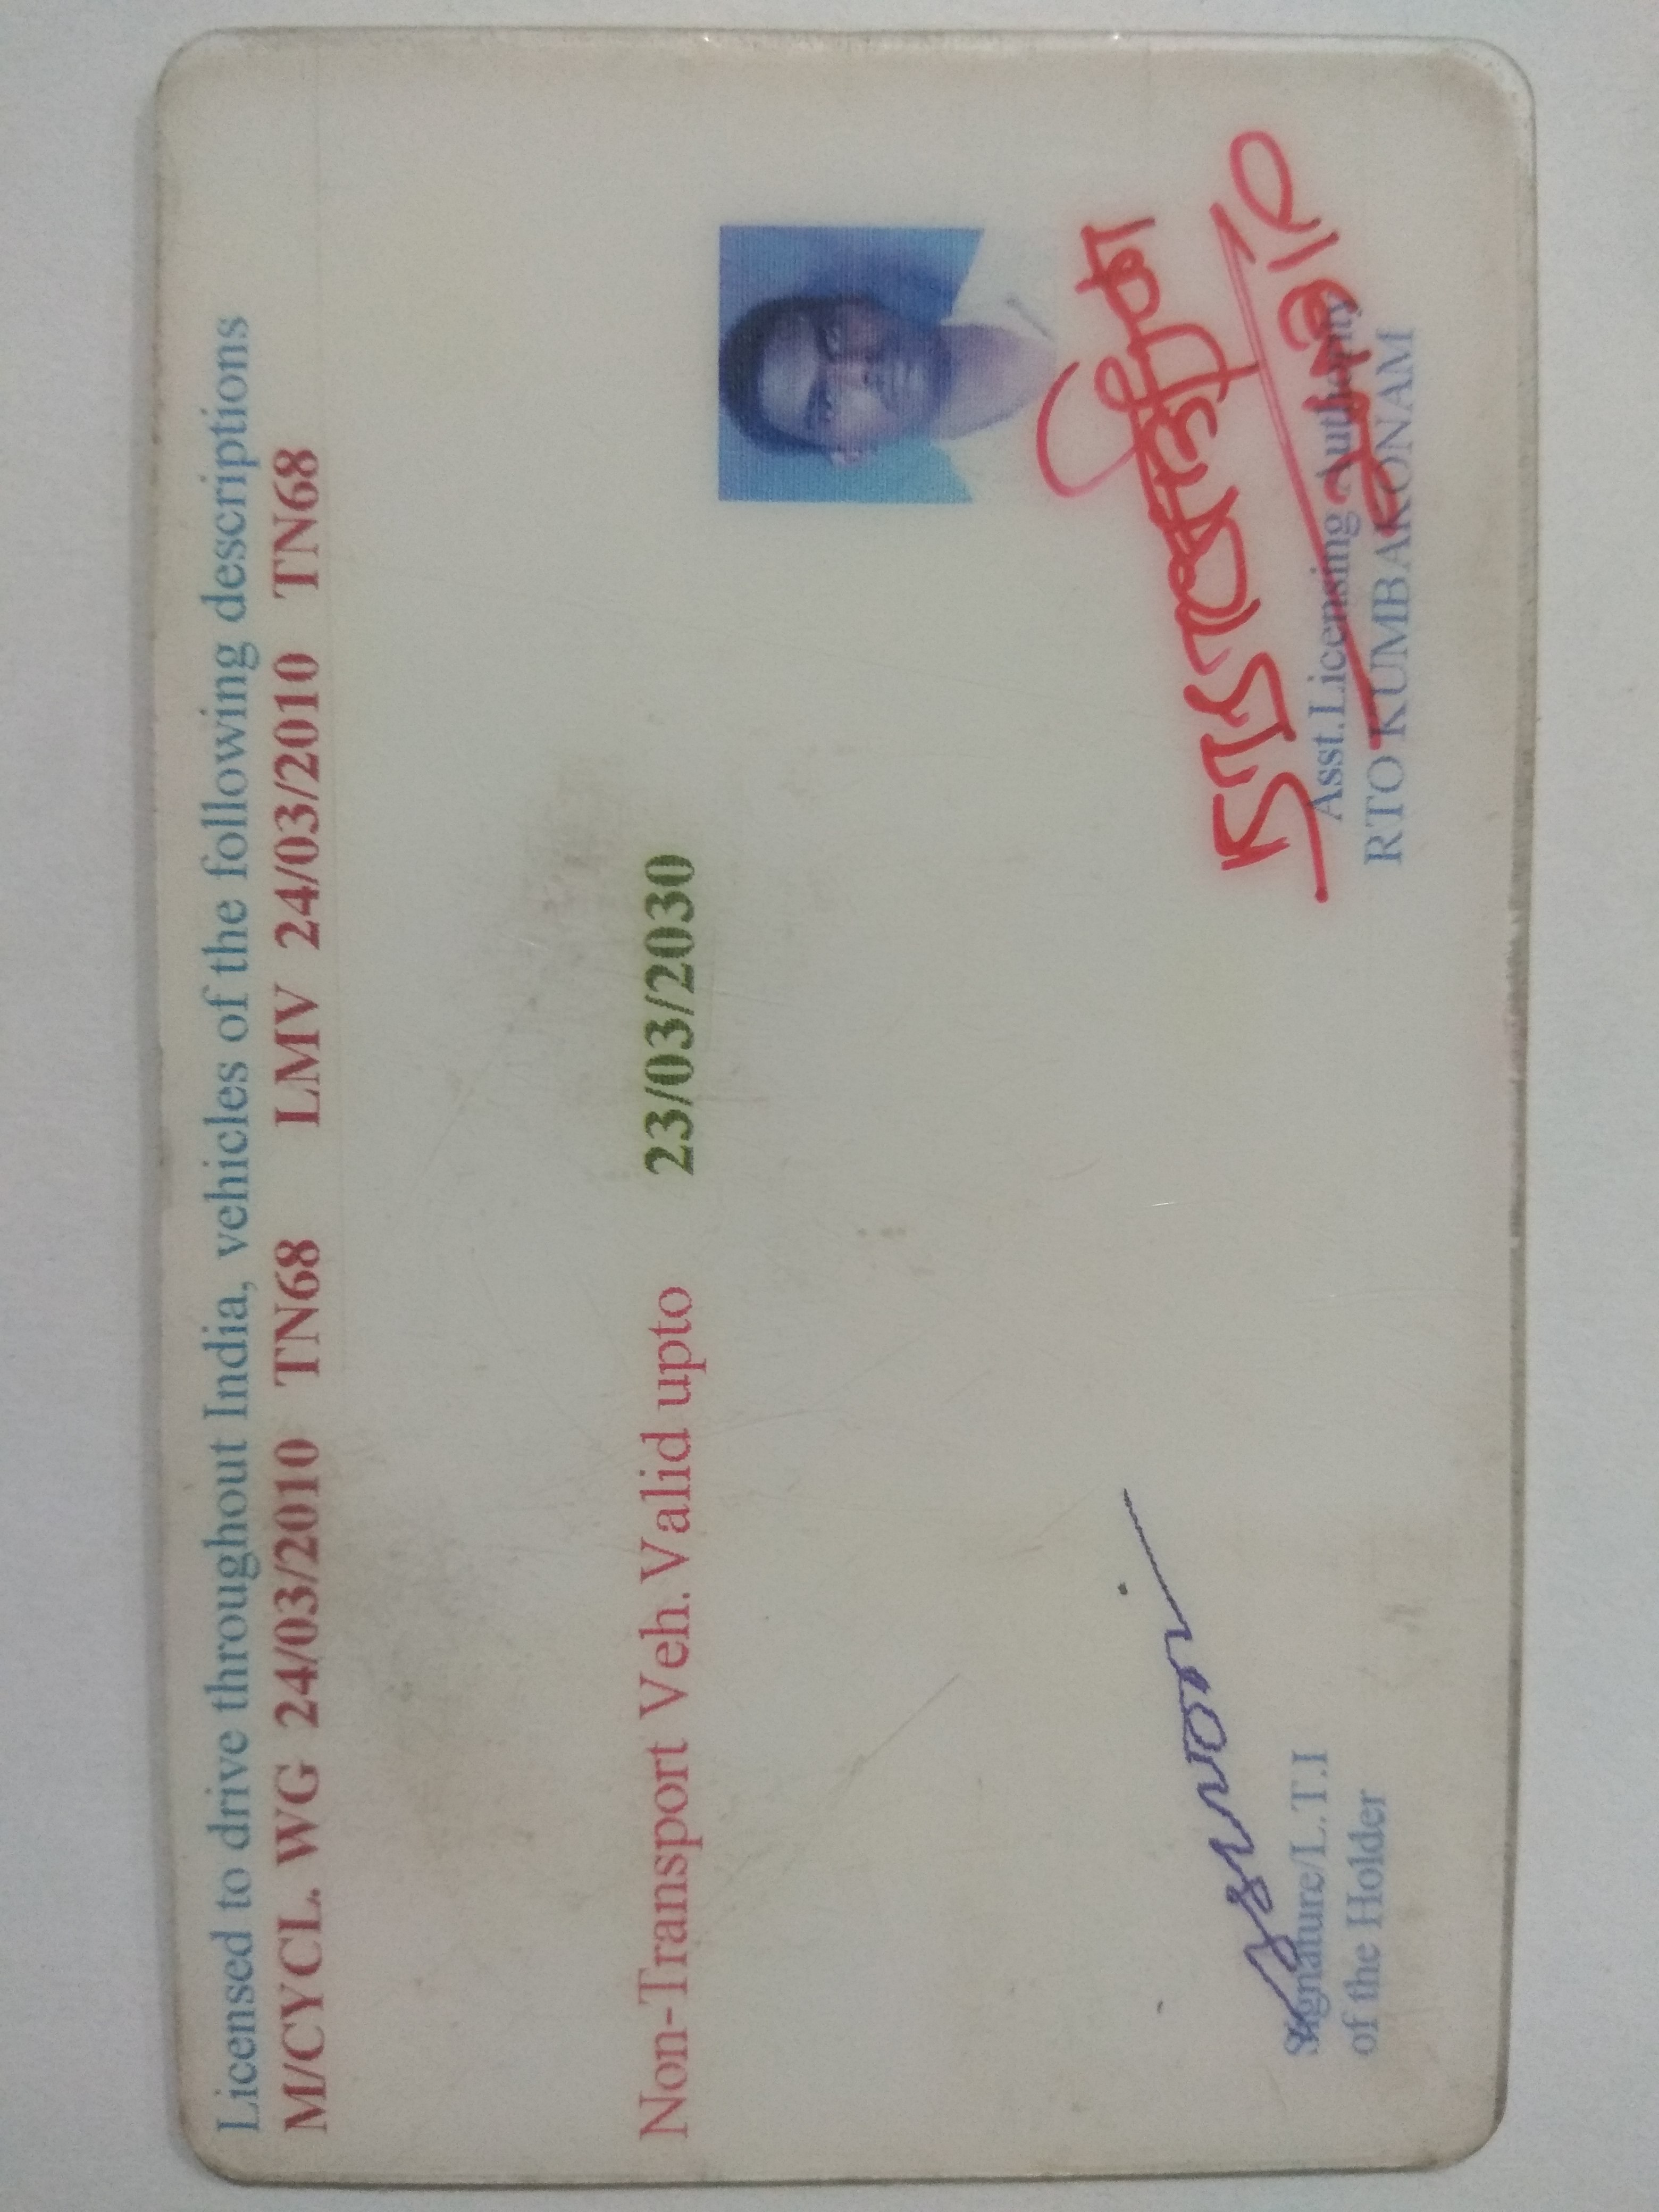 Licensed to drive throughout India, vehicles of the following descriptions
M/CYCL. WG 24/03/2010 TN68 LMV 24/03/2010 TN68
Non-Transport Veh. Valid upto 23/03/2030
Signature/L.T.I
of the Holder
Asst.Licensing Authority
RTO KUMBAKONAM